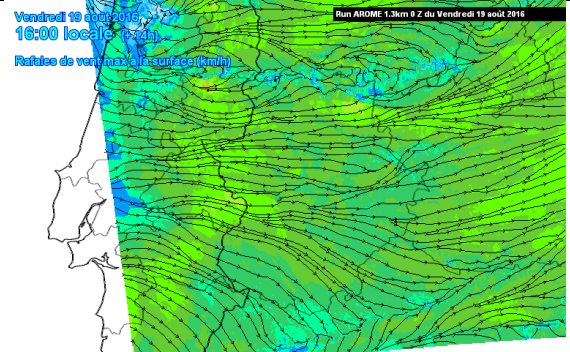 Vendredi 19 août 2016
Run AROME 1.3km 0 Z du Vendredi 19 août 2016
16:00 locale (+14h)
Rafales de vent max à la surface (km/h)